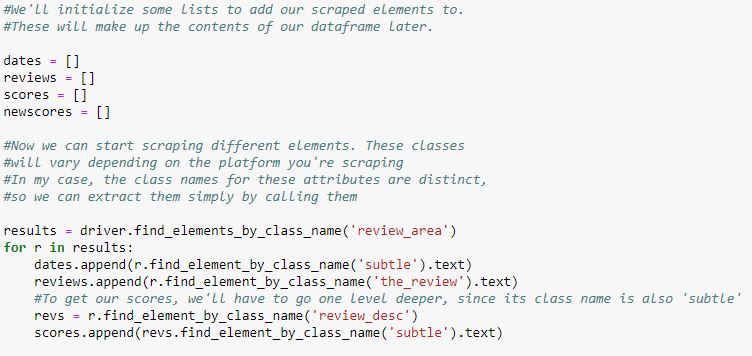 #We'll initialize some lists to add our scraped elements to.
#These will make up the contents of our dataframe later.
dates = []
reviews = []
scores = []
newscores = []
#Now we can start scraping different elements. These classes
#will vary depending on the platform you're scraping
#In my case, the class names for these attributes are distinct,
#so we can extract them simply by calling them
results = driver.find_elements_by_class_name('review_area')
for r in results:
    dates.append(r.find_element_by_class_name('subtle').text)
    reviews.append(r.find_element_by_class_name('the_review').text)
    #To get our scores, we'll have to go one level deeper, since its class name is also 'subtle'
    revs = r.find_element_by_class_name('review_desc')
    scores.append(revs.find_element_by_class_name('subtle').text)